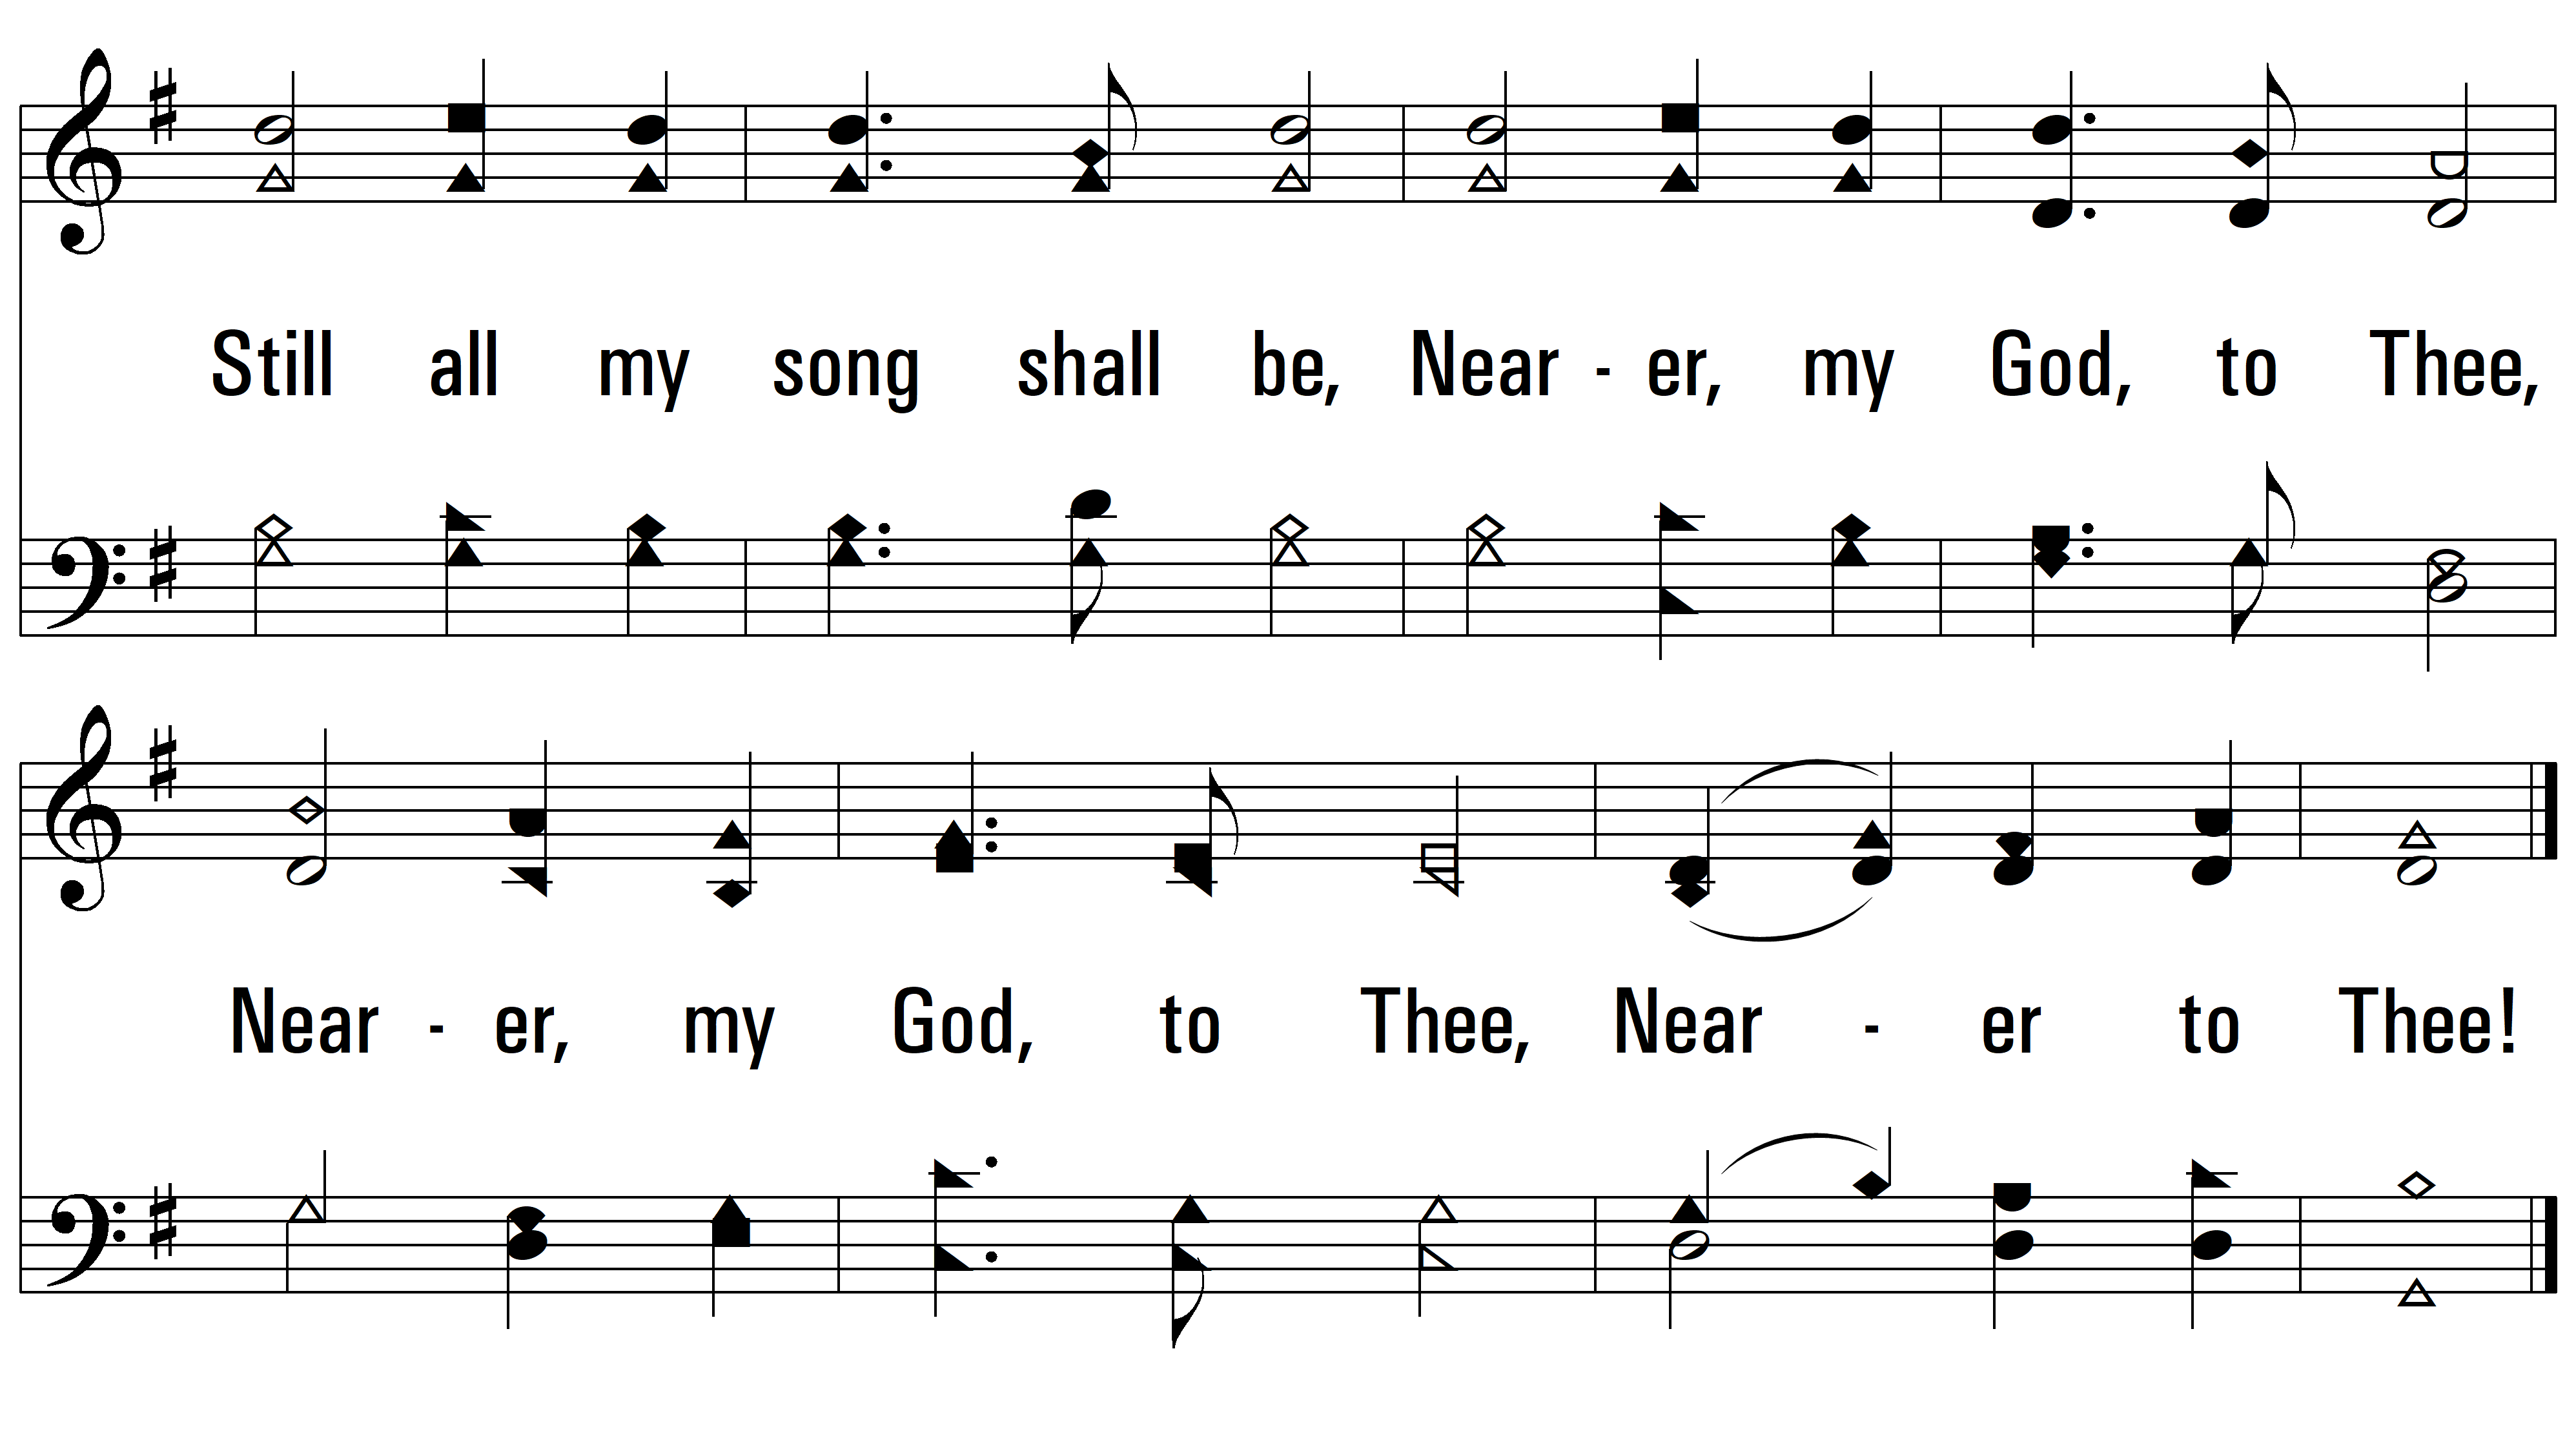 Still all my song shall be, Near - er, my God, to Thee,
Near - er, my God, to Thee, Near - er to Thee!